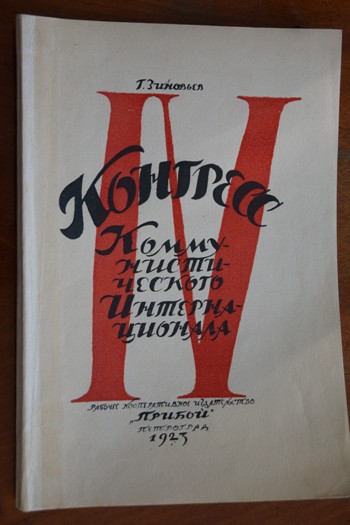 Г. Зиновьев
IV
Конгресс
Комму-
нисти-
ческого
Интерна-
ционала
Рабочее кооперативное издательство
„Прибой“
Петроград
1923